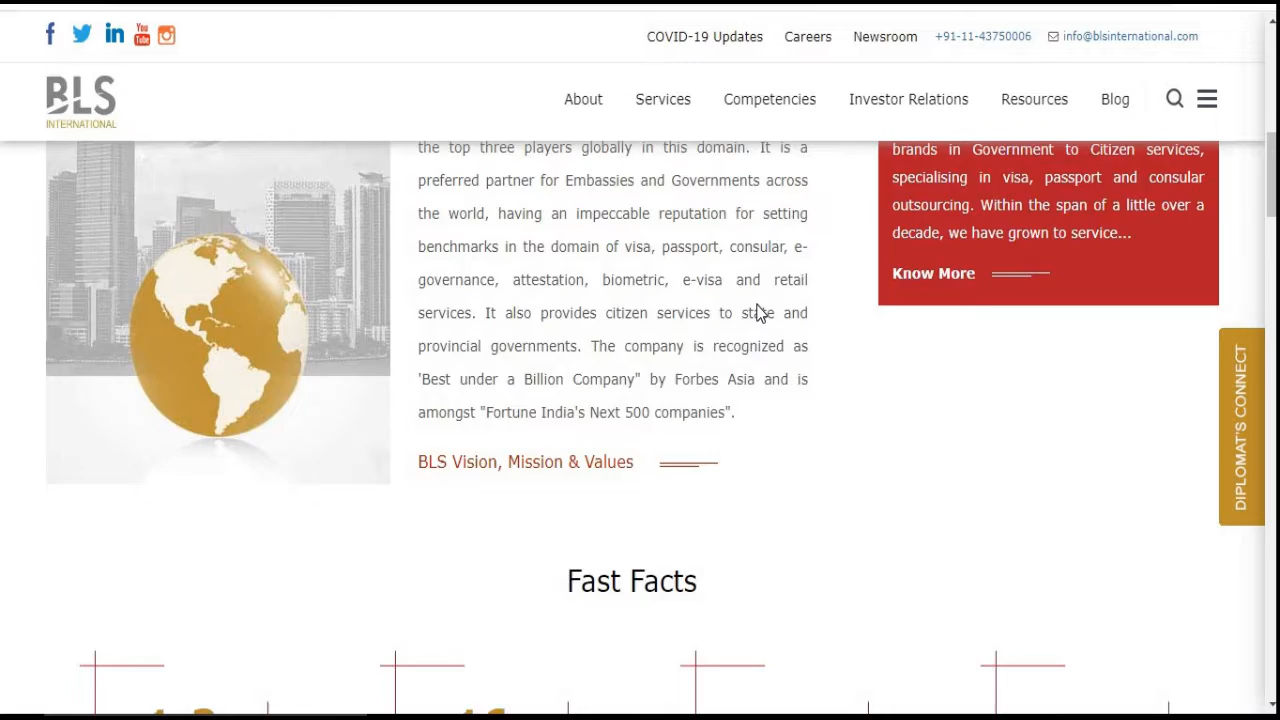 You
Tube
COVID-19 Updates
Careers
Newsroom
+91-11-43750006
info@blsinternational.com
BLS
INTERNATIONAL
About
Services
Competencies
Investor Relations
Resources
Blog
the top three players globally in this domain. It is a
preferred partner for Embassies and Governments across
the world, having an impeccable reputation for setting
benchmarks in the domain of visa, passport, consular, e-
governance, attestation, biometric, e-visa and retail
services. It also provides citizen services to state and
provincial governments. The company is recognized as
'Best under a Billion Company" by Forbes Asia and is
amongst "Fortune India's Next 500 companies".
BLS Vision, Mission & Values
brands in Government to Citizen services,
specialising in visa, passport and consular
outsourcing. Within the span of a little over a
decade, we have grown to service...
Know More
DIPLOMAT'S CONNECT
Fast Facts